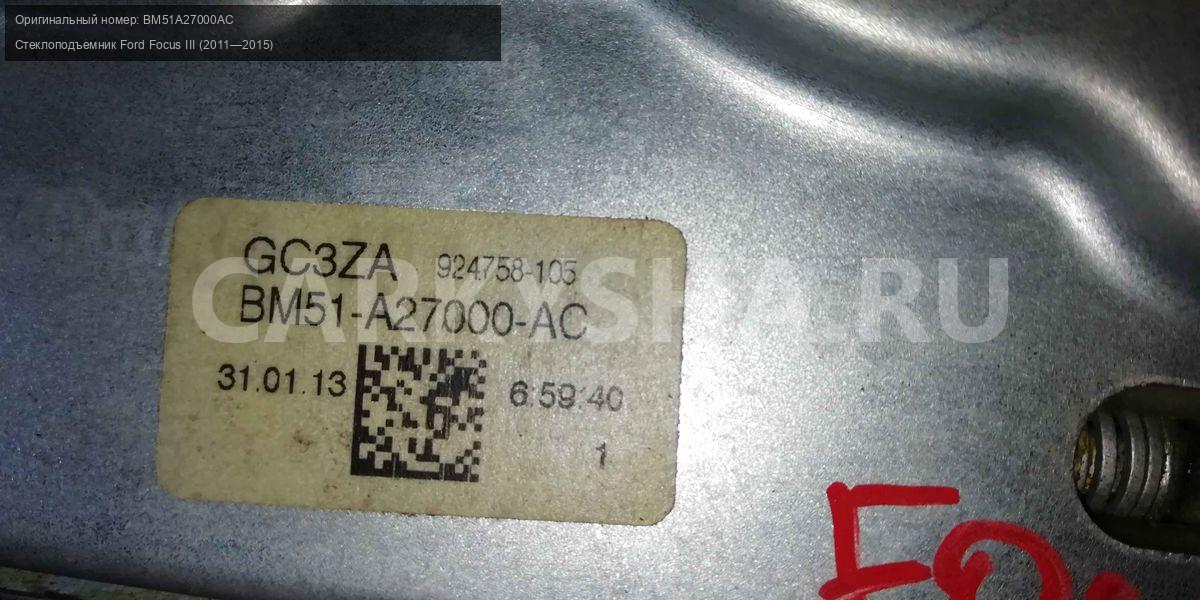 Оригинальный номер: BM51A27000AC
Стеклоподъемник Ford Focus III (2011—2015)
GC3ZA 924758-105
BM51-A27000-AC
CARKYSHA.RU
31.01.13 6:59:40
1